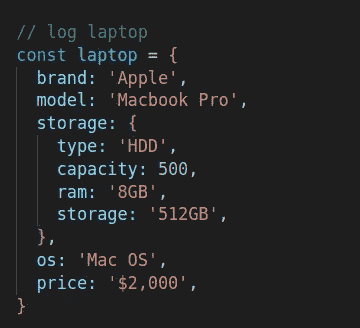 // log laptop
const laptop = {
  brand: 'Apple',
  model: 'Macbook Pro',
  storage: {
    type: 'HDD',
    capacity: 500,
    ram: '8GB',
    storage: '512GB',
  },
  os: 'Mac OS',
  price: '$2,000',
}